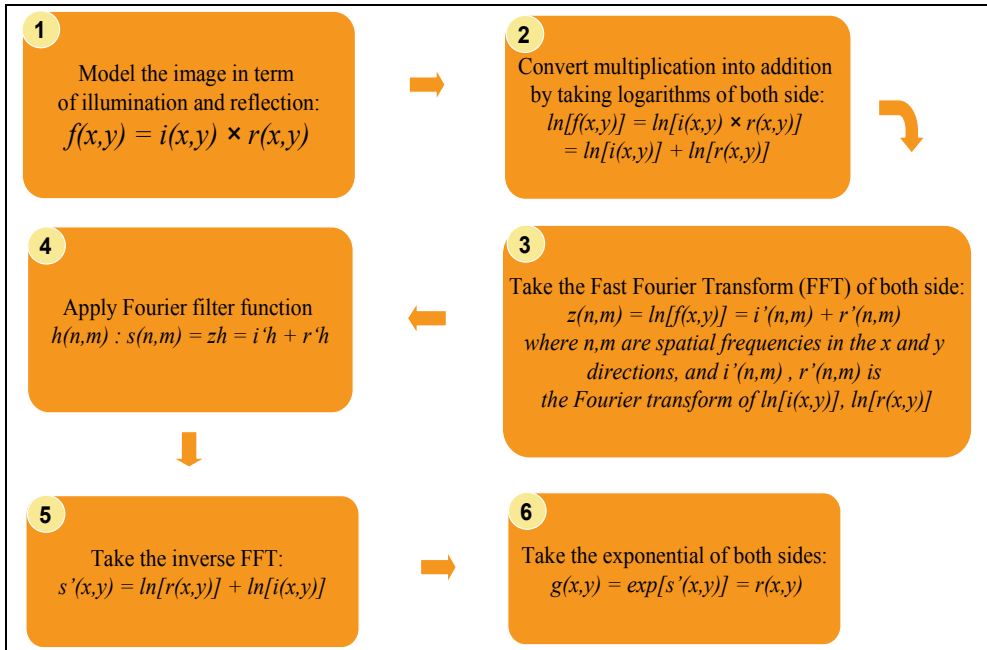 1
Model the image in term
of illumination and reflection:
f(x,y) = i(x,y) × r(x,y)
2
Convert multiplication into addition
by taking logarithms of both side:
ln[f(x,y)] = ln[i(x,y) × r(x,y)]
= ln[i(x,y)] + ln[r(x,y)]
3
Take the Fast Fourier Transform (FFT) of both side:
z(n,m) = ln[f(x,y)] = i’(n,m) + r’(n,m)
where n,m are spatial frequencies in the x and y
directions, and i’(n,m) , r’(n,m) is
the Fourier transform of ln[i(x,y)], ln[r(x,y)]
4
Apply Fourier filter function
h(n,m) : s(n,m) = zh = i‘h + r‘h
5
Take the inverse FFT:
s’(x,y) = ln[r(x,y)] + ln[i(x,y)]
6
Take the exponential of both sides:
g(x,y) = exp[s’(x,y)] = r(x,y)